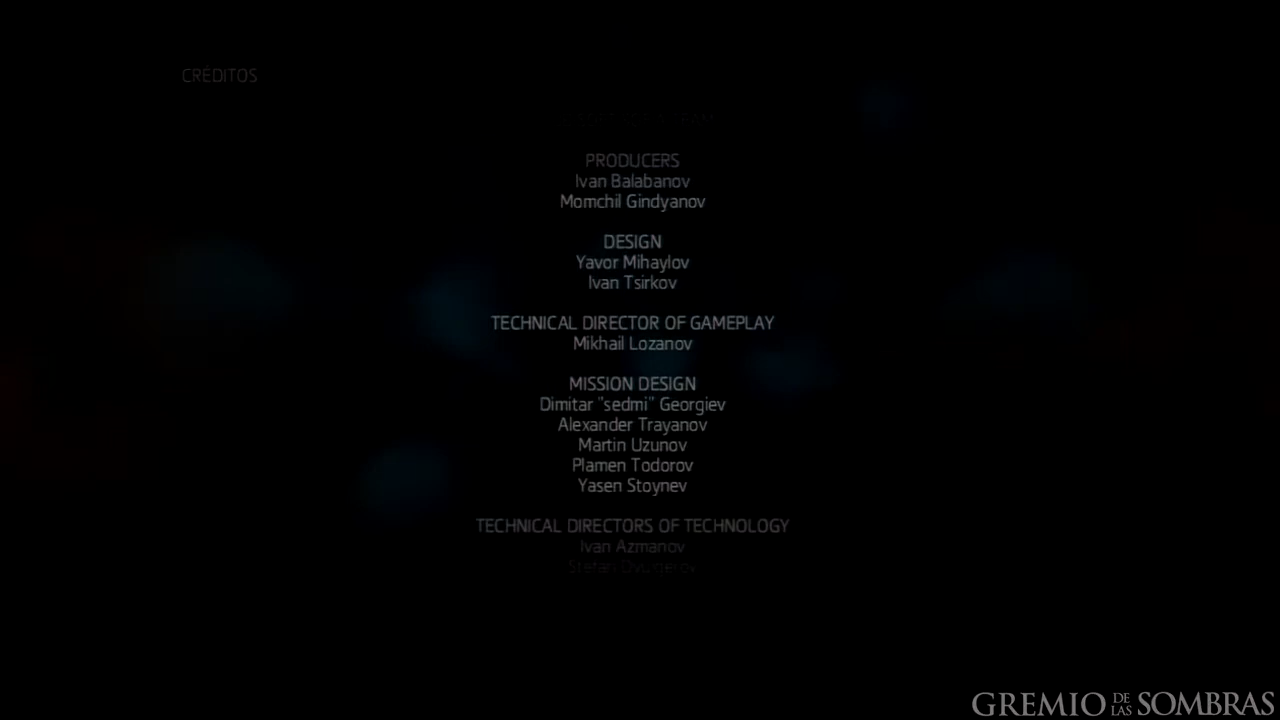 CRÉDITOS
PRODUCERS
Ivan Balabanov
Momchil Gindyanov
DESIGN
Yavor Mihaylov
Ivan Tsirkov
TECHNICAL DIRECTOR OF GAMEPLAY
Mikhail Lozanov
MISSION DESIGN
Dimitar "sedmi" Georgiev
Alexander Trayanov
Martin Uzunov
Plamen Todorov
Yasen Stoynev
TECHNICAL DIRECTORS OF TECHNOLOGY
Ivan Azmanov
Stefan
GREMIO DE LAS SOMBRAS